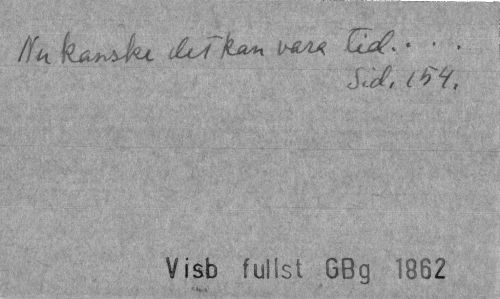 Nu kanske det kan vara tid....
Sid. 154.
Visb fullst GBg 1862